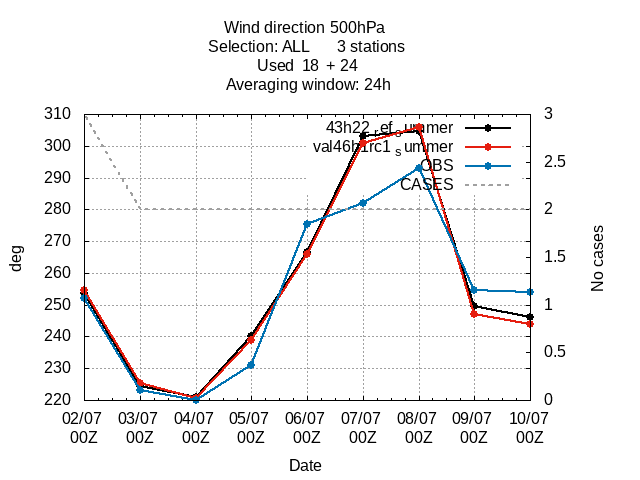 Wind direction 500hPa
Selection: ALL 3 stations
Used 18 + 24
Averaging window: 24h
310
300
290
280
270
260
250
240
230
220
deg
3
2.5
2
1.5
1
0.5
0
No cases
43h22_ref_summer
val46h1rc1_summer
OBS
CASES
02/07 03/07 04/07 05/07 06/07 07/07 08/07 09/07 10/07
00Z 00Z 00Z 00Z 00Z 00Z 00Z 00Z 00Z
Date